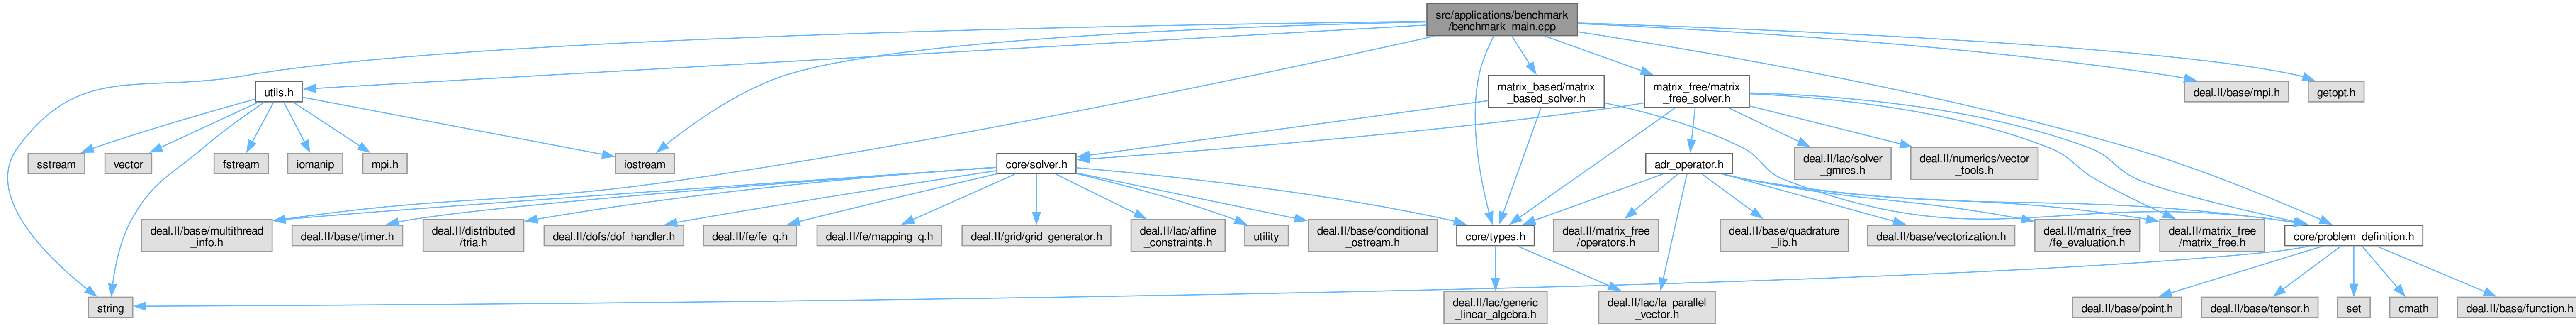 src/applications/benchmark
/benchmark_main.cpp
utils.h
matrix_based/matrix
_based_solver.h
matrix_free/matrix
_free_solver.h
deal.II/base/mpi.h
getopt.h
sstream
vector
fstream
iomanip
mpi.h
iostream
core/solver.h
adr_operator.h
deal.II/lac/solver
_gmres.h
deal.II/numerics/vector
_tools.h
deal.II/base/multithread
_info.h
deal.II/base/timer.h
deal.II/distributed
/tria.h
deal.II/dofs/dof_handler.h
deal.II/fe/fe_q.h
deal.II/fe/mapping_q.h
deal.II/grid/grid_generator.h
deal.II/lac/affine
_constraints.h
utility
deal.II/base/conditional
_ostream.h
core/types.h
deal.II/matrix_free
/operators.h
deal.II/base/quadrature
_lib.h
deal.II/base/vectorization.h
deal.II/matrix_free
/fe_evaluation.h
deal.II/matrix_free
/matrix_free.h
core/problem_definition.h
string
deal.II/lac/generic
_linear_algebra.h
deal.II/lac/la_parallel
_vector.h
deal.II/base/point.h
deal.II/base/tensor.h
set
cmath
deal.II/base/function.h